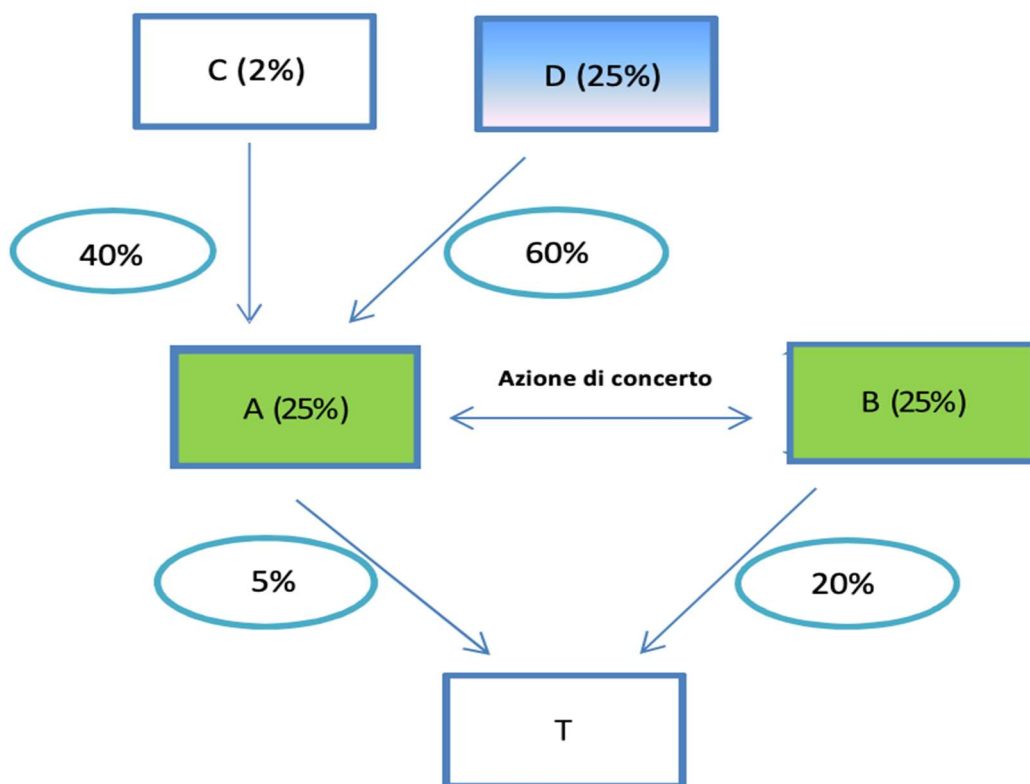 C (2%)
D (25%)
40%
60%
A (25%)
Azione di concerto
B (25%)
5%
20%
T